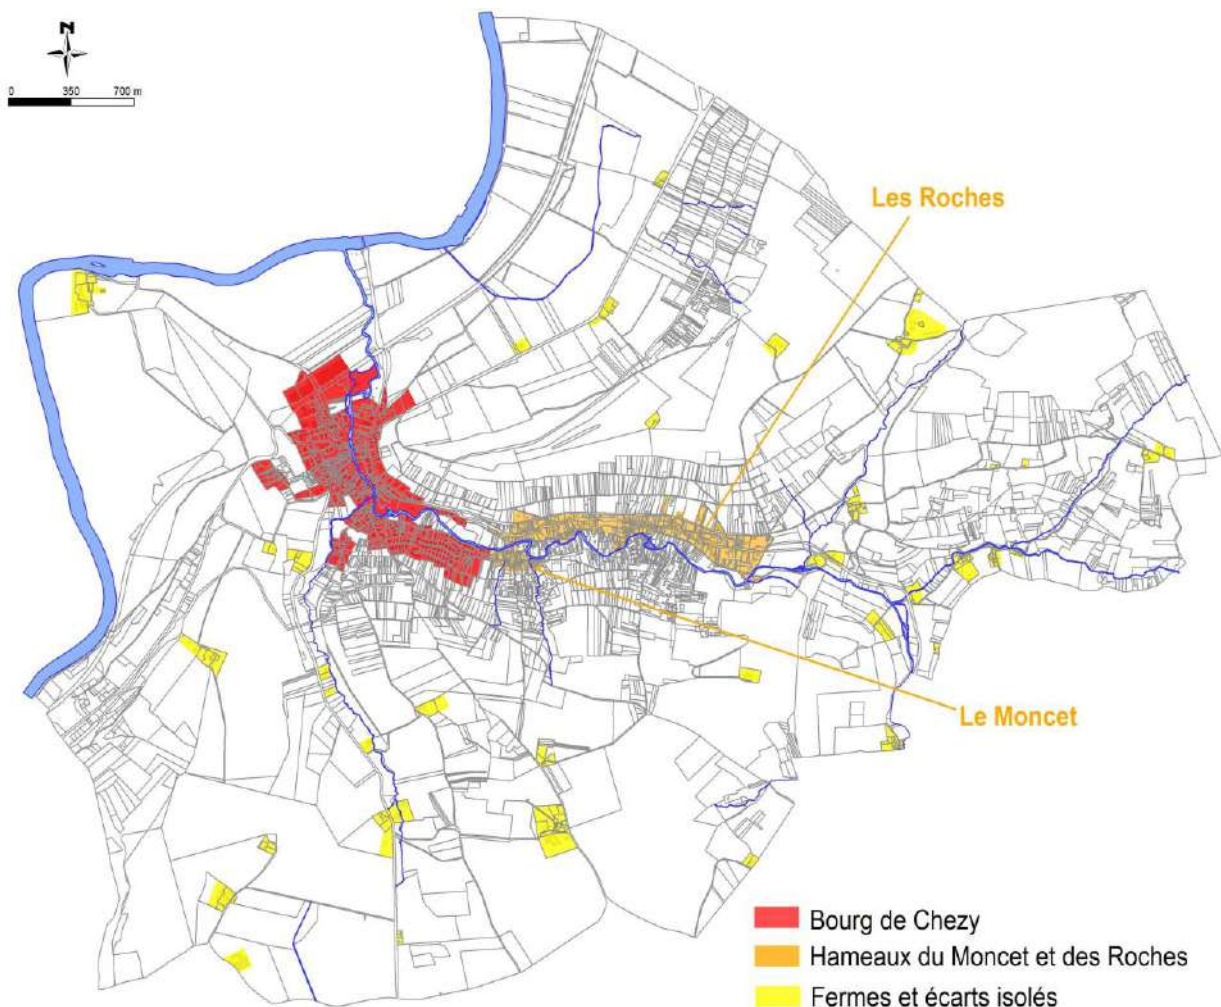 N
0 350 700 m
Les Roches
Le Moncet
Bourg de Chezy
Hameaux du Moncet et des Roches
Fermes et écarts isolés